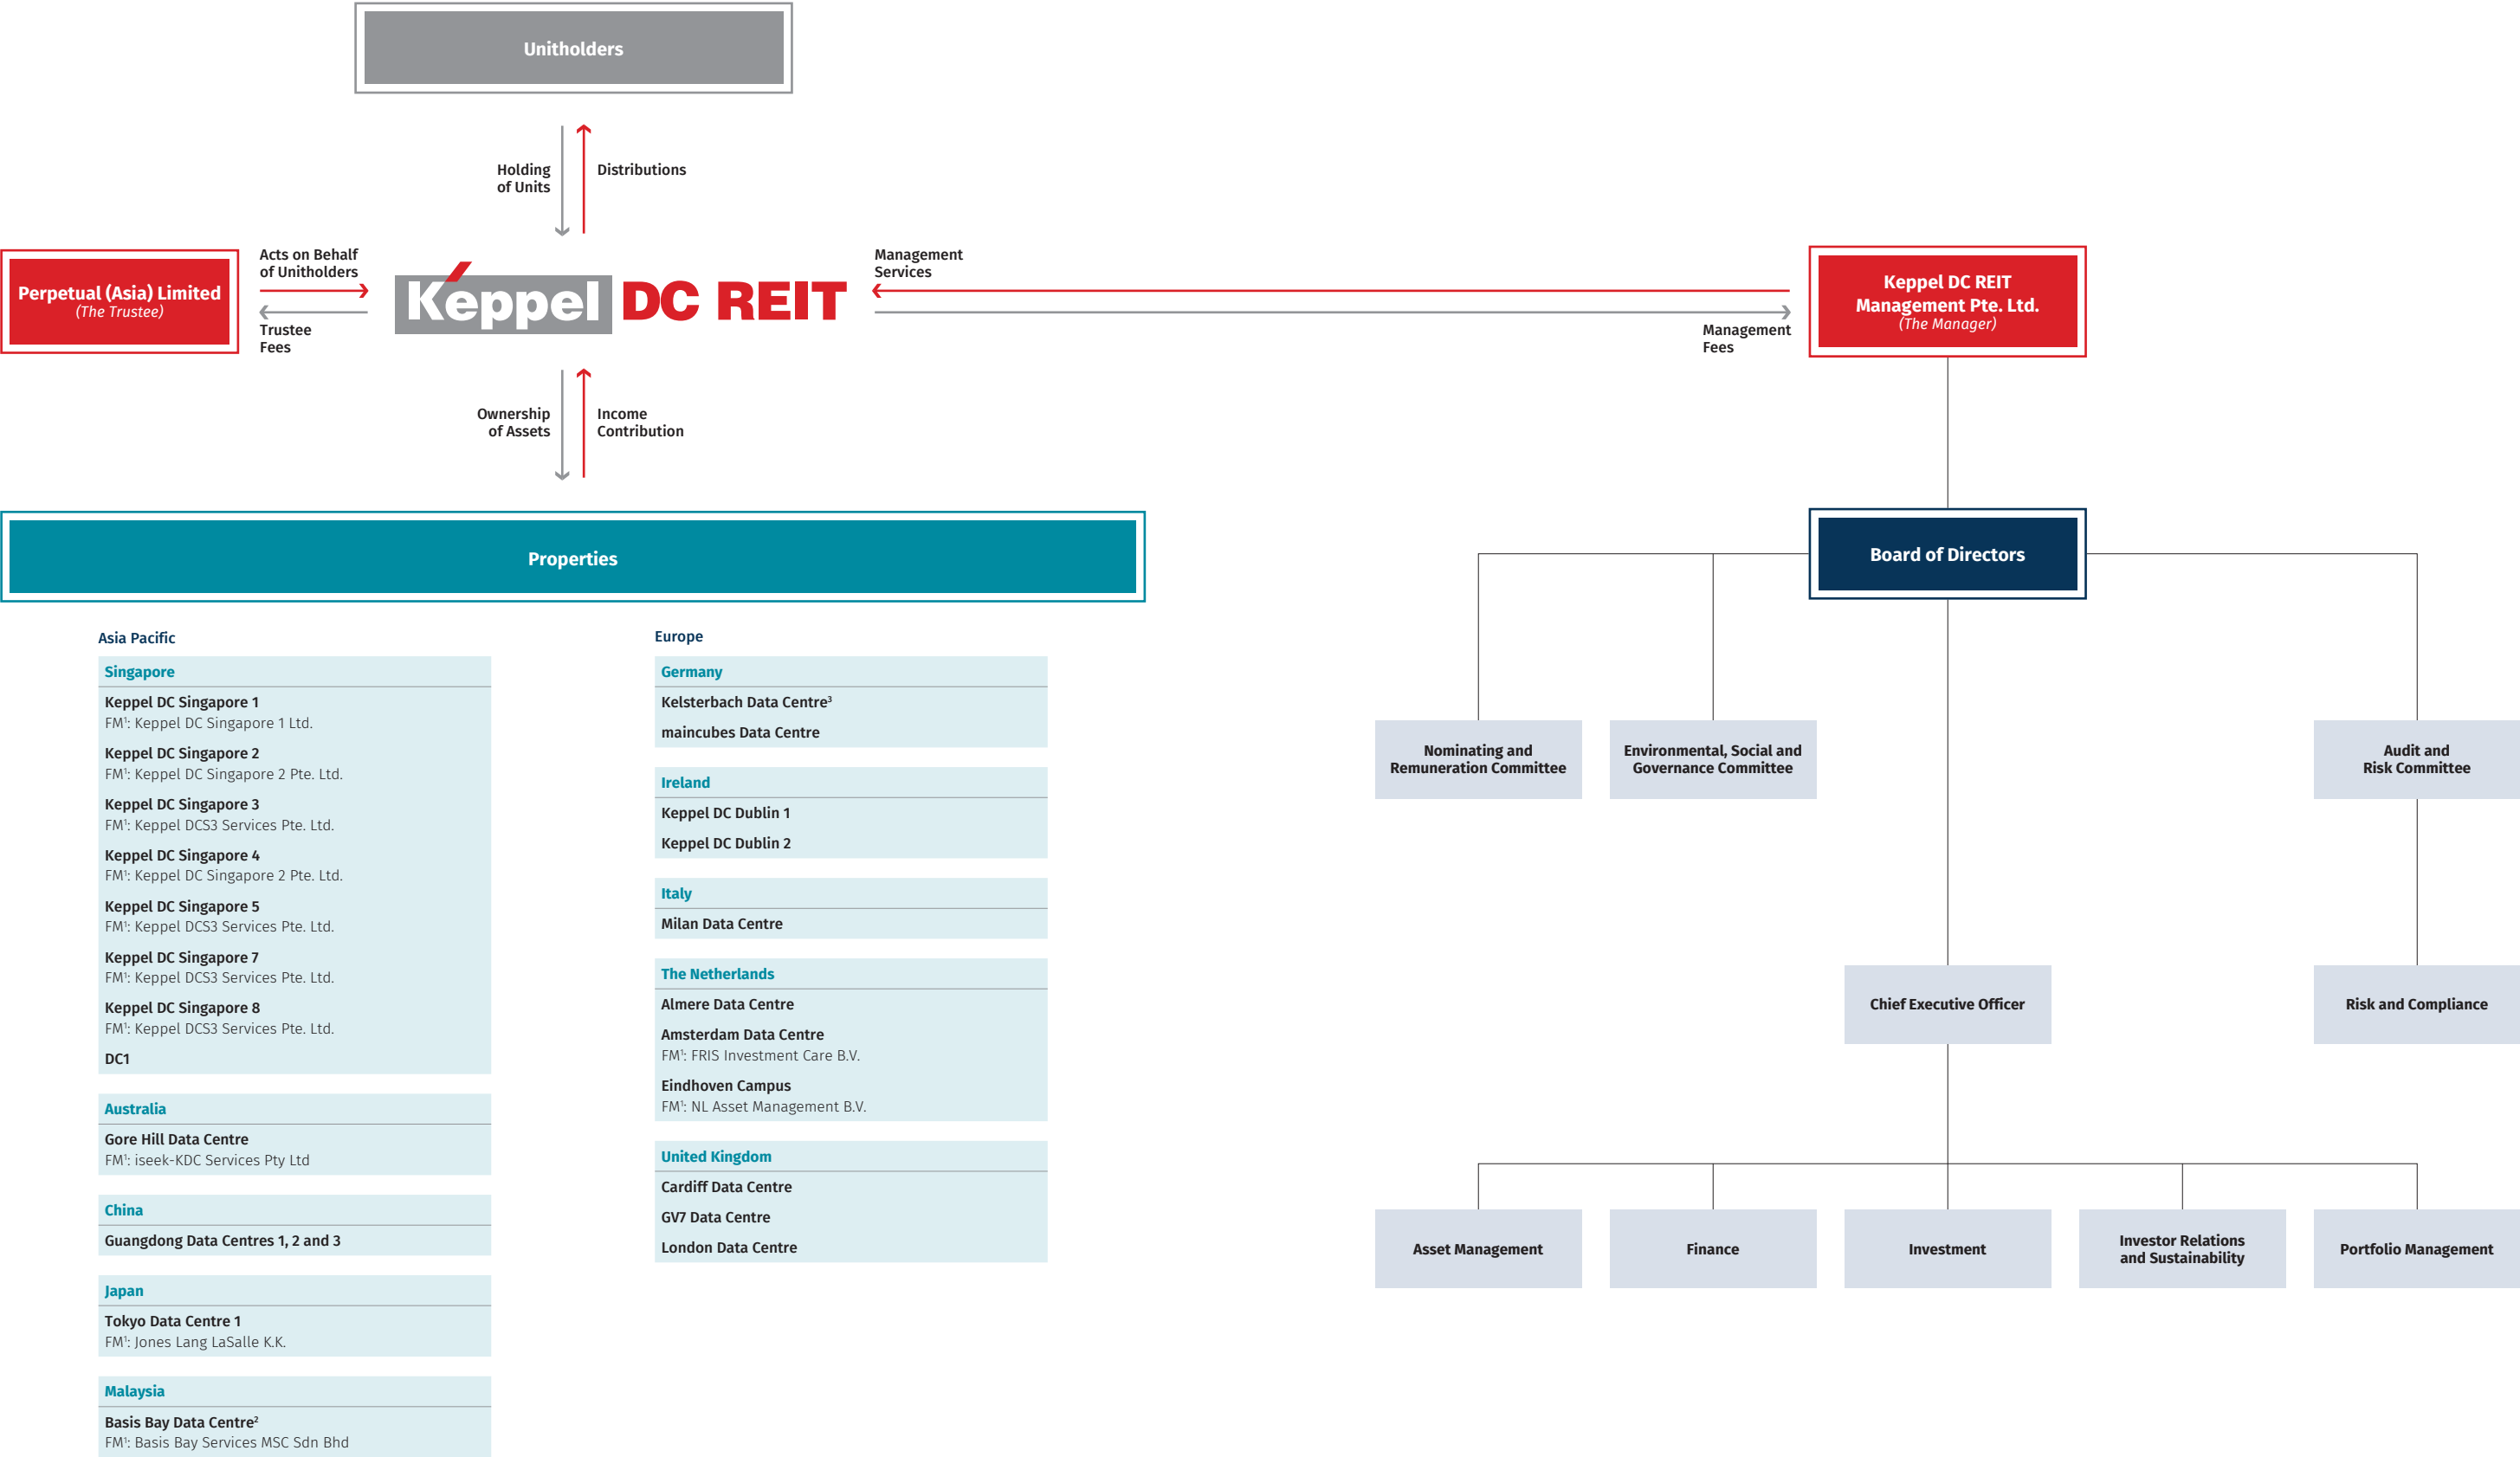 Unitholders
Holding
of Units
Distributions
Perpetual (Asia) Limited
(The Trustee)
Acts on Behalf
of Unitholders
Trustee
Fees
Keppel DC REIT
Management
Services
Management
Fees
Keppel DC REIT
Management Pte. Ltd.
(The Manager)
Ownership
of Assets
Income
Contribution
Properties
Asia Pacific
Singapore
Keppel DC Singapore 1
FM¹: Keppel DC Singapore 1 Ltd.
Keppel DC Singapore 2
FM¹: Keppel DC Singapore 2 Pte. Ltd.
Keppel DC Singapore 3
FM¹: Keppel DCS3 Services Pte. Ltd.
Keppel DC Singapore 4
FM¹: Keppel DC Singapore 2 Pte. Ltd.
Keppel DC Singapore 5
FM¹: Keppel DCS3 Services Pte. Ltd.
Keppel DC Singapore 7
FM¹: Keppel DCS3 Services Pte. Ltd.
Keppel DC Singapore 8
FM¹: Keppel DCS3 Services Pte. Ltd.
DC1
Australia
Gore Hill Data Centre
FM¹: iseek-KDC Services Pty Ltd
China
Guangdong Data Centres 1, 2 and 3
Japan
Tokyo Data Centre 1
FM¹: Jones Lang LaSalle K.K.
Malaysia
Basis Bay Data Centre²
FM¹: Basis Bay Services MSC Sdn Bhd
Europe
Germany
Kelsterbach Data Centre³
maincubes Data Centre
Ireland
Keppel DC Dublin 1
Keppel DC Dublin 2
Italy
Milan Data Centre
The Netherlands
Almere Data Centre
Amsterdam Data Centre
FM¹: FRIS Investment Care B.V.
Eindhoven Campus
FM¹: NL Asset Management B.V.
United Kingdom
Cardiff Data Centre
GV7 Data Centre
London Data Centre
Board of Directors
Nominating and
Remuneration Committee
Environmental, Social and
Governance Committee
Audit and
Risk Committee
Chief Executive Officer
Risk and Compliance
Asset Management
Finance
Investment
Investor Relations
and Sustainability
Portfolio Management